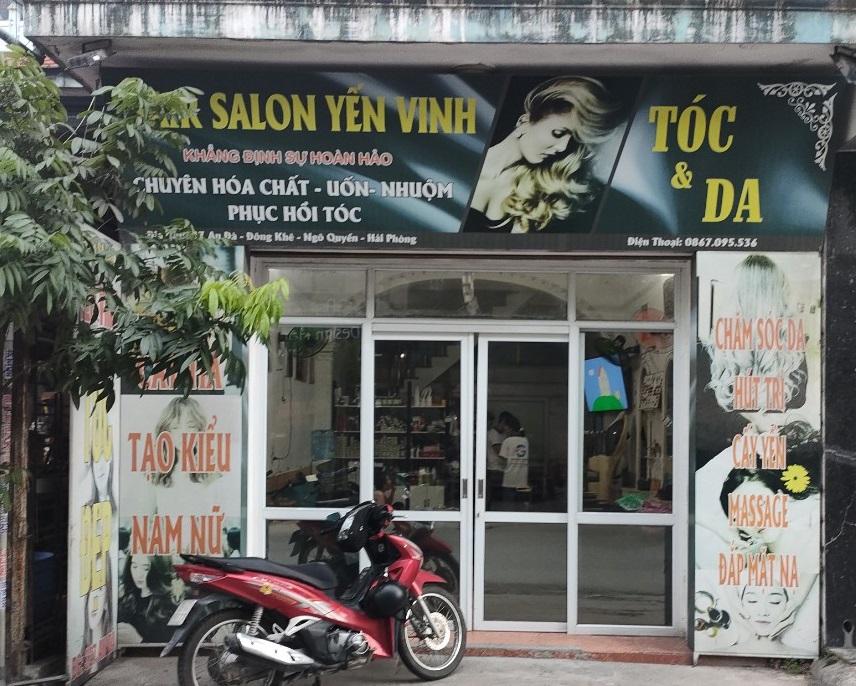 SALON YẾN VINH
KHẲNG ĐỊNH SỰ HOÀN HẢO
CHUYÊN HÓA CHẤT - UỐN- NHUỘM
PHỤC HỒI TÓC
An Đà - Đông Khê - Ngô Quyền - Hải Phòng
TÓC
& DA
Điện Thoại: 0867.095.536
TẠO KIỂU
NAM NỮ
ĐẸP
CHĂM SÓC DA
HÚT TRỊ
CẤY YẾN
MASSAGE
ĐẮP MẶT NẠ